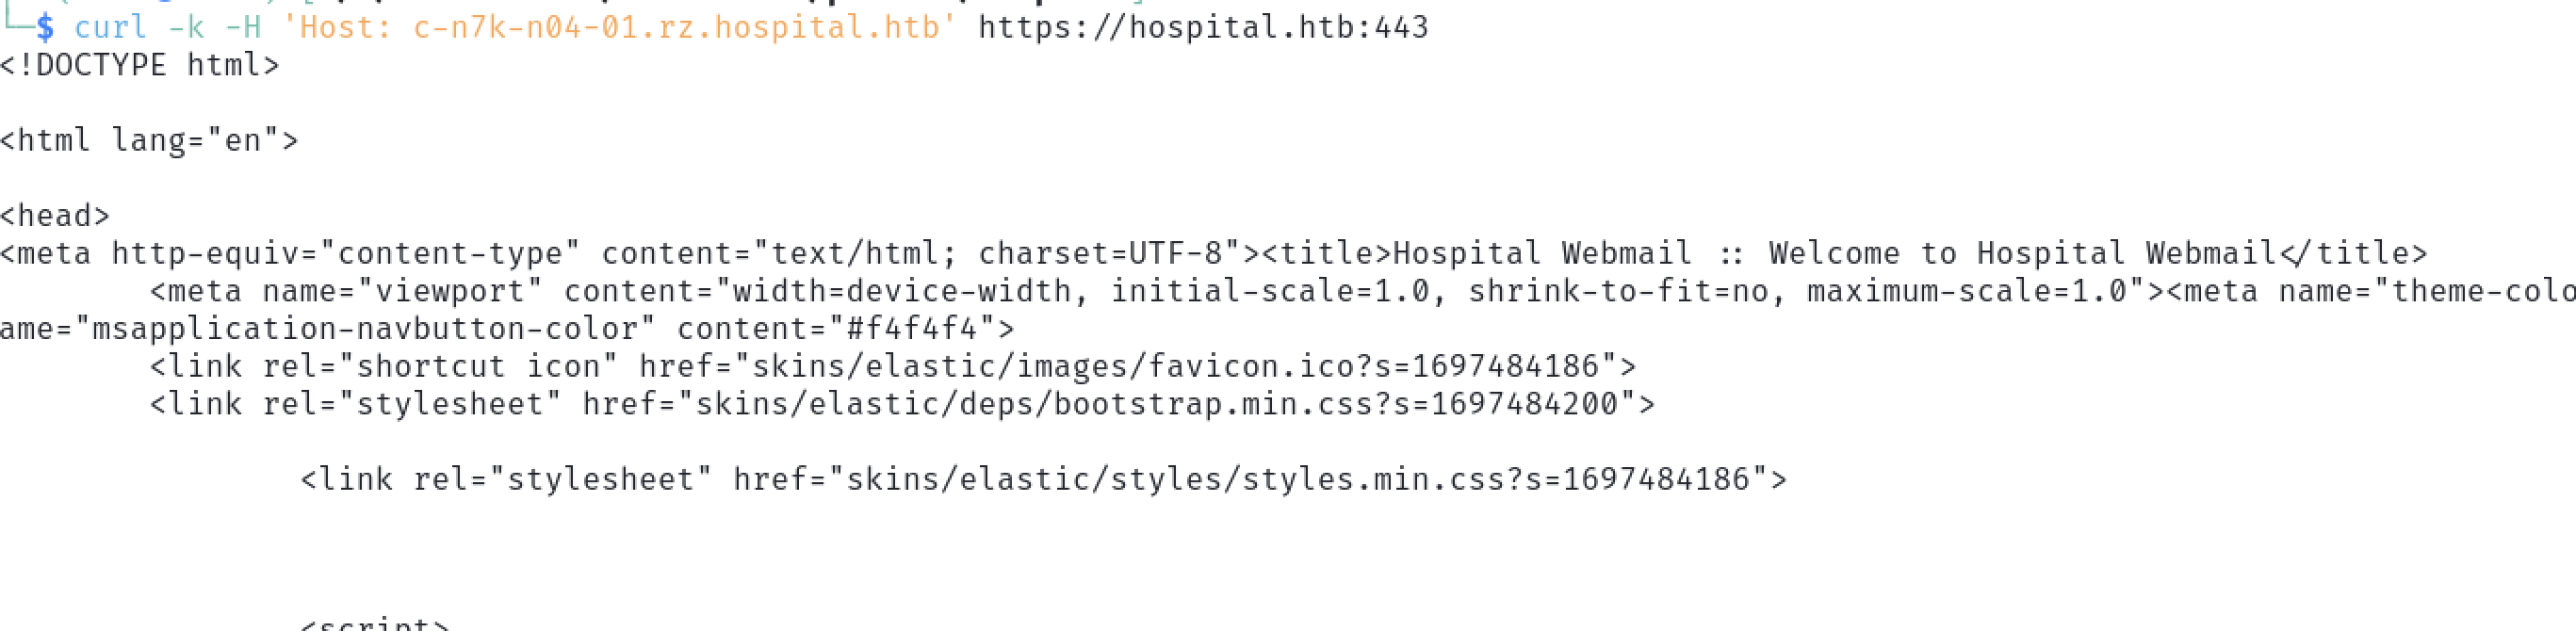 └─$ curl -k -H 'Host: c-n7k-n04-01.rz.hospital.htb' https://hospital.htb:443
<!DOCTYPE html>
<html lang="en">
<head>
<meta http-equiv="content-type" content="text/html; charset=UTF-8"><title>Hospital Webmail :: Welcome to Hospital Webmail</title>
<meta name="viewport" content="width=device-width, initial-scale=1.0, shrink-to-fit=no, maximum-scale=1.0"><meta name="theme-colo
ame="msapplication-navbutton-color" content="#f4f4f4">
<link rel="shortcut icon" href="skins/elastic/images/favicon.ico?s=1697484186">
<link rel="stylesheet" href="skins/elastic/deps/bootstrap.min.css?s=1697484200">
<link rel="stylesheet" href="skins/elastic/styles/styles.min.css?s=1697484186">
<script>